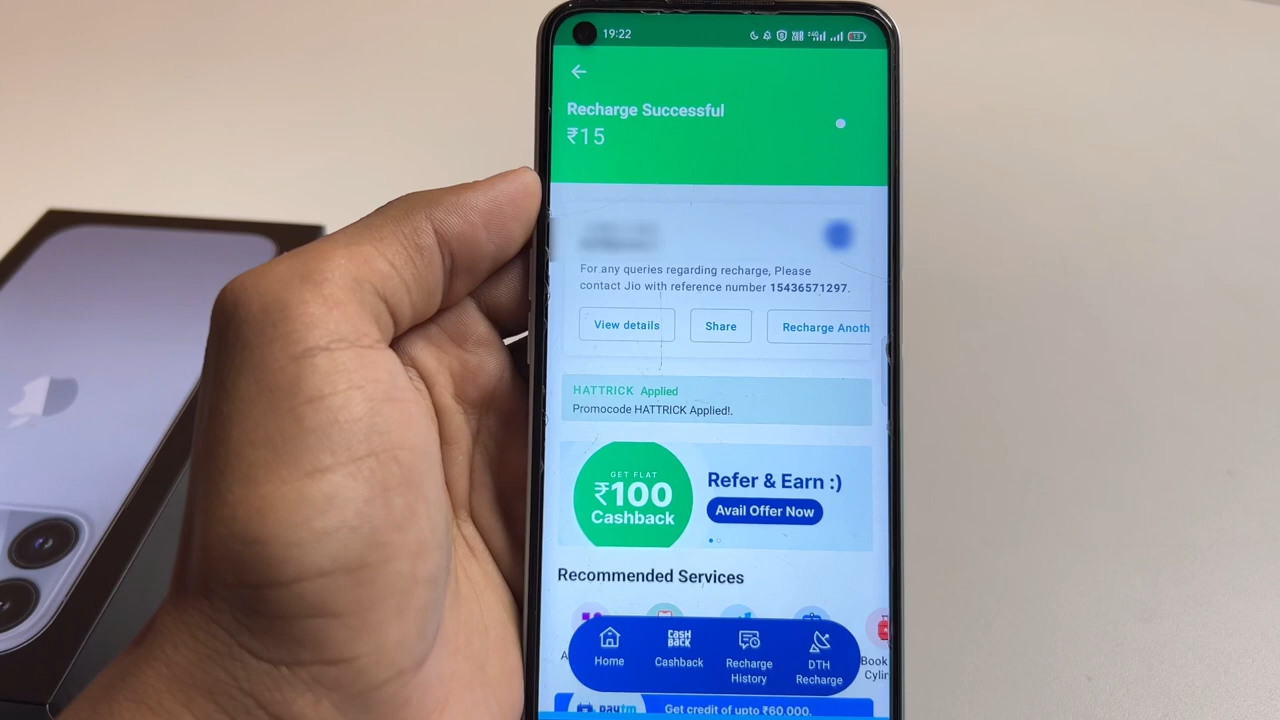 19:22
Recharge Successful
₹15
For any queries regarding recharge, Please
contact Jio with reference number 15436571297.
View details
Share
Recharge Anoth
HATTRICK Applied
Promocode HATTRICK Applied!.
GET FLAT
₹100
Cashback
Refer & Earn :)
Avail Offer Now
Recommended Services
Home
CASH
BACK
Cashback
Recharge
History
DTH
Recharge
Book
Cylin
paytm
Get credit of upto ₹60,000.